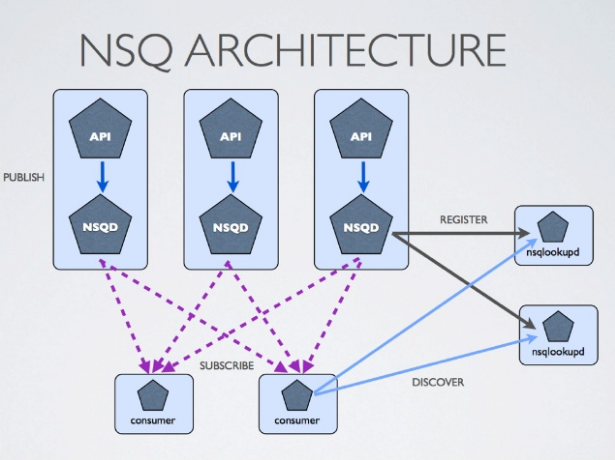 NSQ ARCHITECTURE
API
API
API
PUBLISH
NSQD
NSQD
NSQD
REGISTER
nsqlookupd
nsqlookupd
SUBSCRIBE
DISCOVER
consumer
consumer